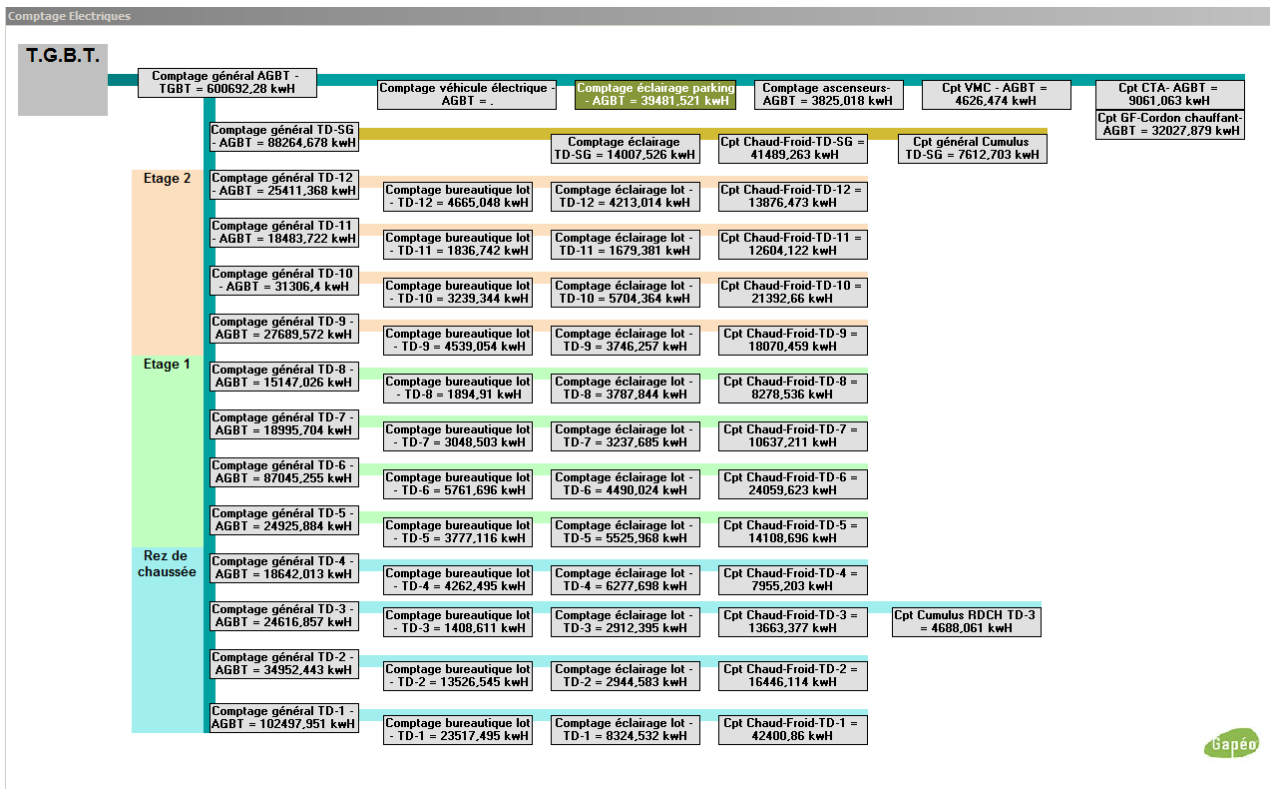 Comptage Electriques
T.G.B.T.
Comptage général AGBT -
TGBT = 600692,28 kwH
Comptage véhicule électrique -
AGBT = .
Comptage éclairage parking
- AGBT = 39481,521 kwH
Comptage ascenseurs-
AGBT = 3825,018 kwH
Cpt VMC - AGBT =
4626,474 kwH
Cpt CTA- AGBT =
9061,063 kwH
Cpt GF-Cordon chauffant-
AGBT = 32027,879 kwH
Comptage général TD-SG
- AGBT = 88264,678 kwH
Comptage éclairage
TD-SG = 14007,526 kwH
Cpt Chaud-Froid-TD-SG =
41489,263 kwH
Cpt général Cumulus
TD-SG = 7612,703 kwH
Etage 2
Comptage général TD-12
- AGBT = 25411,368 kwH
Comptage bureautique lot
- TD-12 = 4665,048 kwH
Comptage éclairage lot -
TD-12 = 4213,014 kwH
Cpt Chaud-Froid-TD-12 =
13876,473 kwH
Comptage général TD-11
- AGBT = 18483,722 kwH
Comptage bureautique lot
- TD-11 = 1836,742 kwH
Comptage éclairage lot -
TD-11 = 1679,381 kwH
Cpt Chaud-Froid-TD-11 =
12604,122 kwH
Comptage général TD-10
- AGBT = 31306,4 kwH
Comptage bureautique lot
- TD-10 = 3239,344 kwH
Comptage éclairage lot -
TD-10 = 5704,364 kwH
Cpt Chaud-Froid-TD-10 =
21392,66 kwH
Comptage général TD-9 -
AGBT = 27689,572 kwH
Comptage bureautique lot
- TD-9 = 4539,054 kwH
Comptage éclairage lot -
TD-9 = 3746,257 kwH
Cpt Chaud-Froid-TD-9 =
18070,459 kwH
Etage 1
Comptage général TD-8 -
AGBT = 15147,026 kwH
Comptage bureautique lot
- TD-8 = 1894,91 kwH
Comptage éclairage lot -
TD-8 = 3787,844 kwH
Cpt Chaud-Froid-TD-8 =
8278,536 kwH
Comptage général TD-7 -
AGBT = 18995,704 kwH
Comptage bureautique lot
- TD-7 = 3048,503 kwH
Comptage éclairage lot -
TD-7 = 3237,685 kwH
Cpt Chaud-Froid-TD-7 =
10637,211 kwH
Comptage général TD-6 -
AGBT = 87045,255 kwH
Comptage bureautique lot
- TD-6 = 5761,696 kwH
Comptage éclairage lot -
TD-6 = 4490,024 kwH
Cpt Chaud-Froid-TD-6 =
24059,623 kwH
Comptage général TD-5 -
AGBT = 24925,884 kwH
Comptage bureautique lot
- TD-5 = 3777,116 kwH
Comptage éclairage lot -
TD-5 = 5525,968 kwH
Cpt Chaud-Froid-TD-5 =
14108,696 kwH
Rez de
chaussée
Comptage général TD-4 -
AGBT = 18642,013 kwH
Comptage bureautique lot
- TD-4 = 4262,495 kwH
Comptage éclairage lot -
TD-4 = 6277,698 kwH
Cpt Chaud-Froid-TD-4 =
7955,203 kwH
Comptage général TD-3 -
AGBT = 24616,857 kwH
Comptage bureautique lot
- TD-3 = 1408,611 kwH
Comptage éclairage lot -
TD-3 = 2912,395 kwH
Cpt Chaud-Froid-TD-3 =
13663,377 kwH
Cpt Cumulus RDCH TD-3
= 4688,061 kwH
Comptage général TD-2 -
AGBT = 34952,443 kwH
Comptage bureautique lot
- TD-2 = 13526,545 kwH
Comptage éclairage lot -
TD-2 = 2944,583 kwH
Cpt Chaud-Froid-TD-2 =
16446,114 kwH
Comptage général TD-1 -
AGBT = 102497,951 kwH
Comptage bureautique lot
- TD-1 = 23517,495 kwH
Comptage éclairage lot -
TD-1 = 8324,532 kwH
Cpt Chaud-Froid-TD-1 =
42400,86 kwH
Gapéo